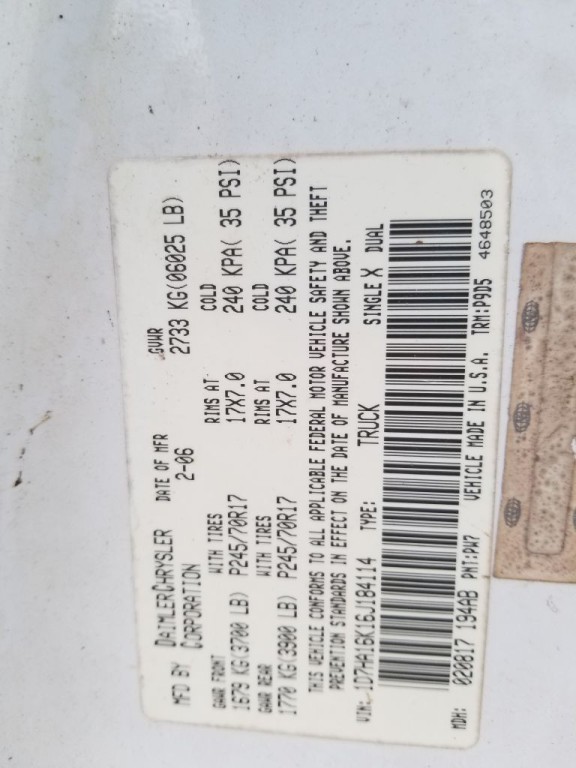 MFD BY DAIMLERCHRYSLER CORPORATION DATE OF MFR 2-06 GVWR 2733 KG(06025 LB)
GAWR FRONT WITH TIRES RIMS AT COLD
1679 KG(3700 LB) P245/70R17 17X7.0 240 KPA( 35 PSI)
GAWR REAR WITH TIRES RIMS AT COLD
1770 KG(3900 LB) P245/70R17 17X7.0 240 KPA( 35 PSI)
THIS VEHICLE CONFORMS TO ALL APPLICABLE FEDERAL MOTOR VEHICLE SAFETY AND THEFT
PREVENTION STANDARDS IN EFFECT ON THE DATE OF MANUFACTURE SHOWN ABOVE.
VIN: 1D7HA16K16J184114 TYPE: TRUCK SINGLE X DUAL
MDH: 020817 194AB PNT:PW7 VEHICLE MADE IN U.S.A. TRM:P9D5 4648503